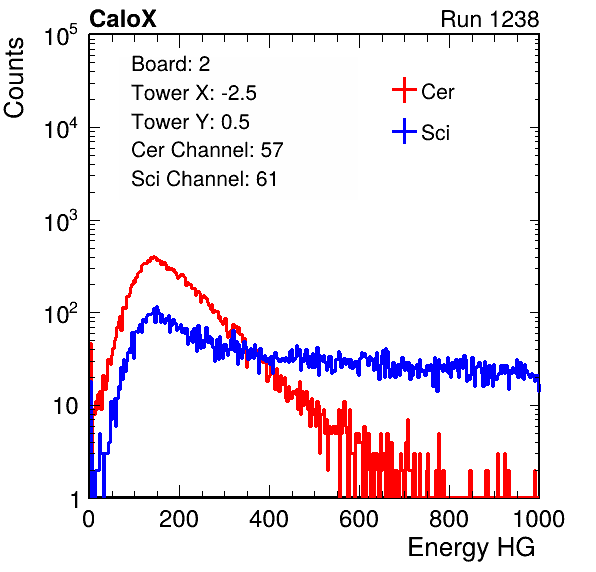 CaloX Run 1238
Counts
Board: 2
Tower X: -2.5
Tower Y: 0.5
Cer Channel: 57
Sci Channel: 61
Cer
Sci
10^5
10^4
10^3
10^2
10
1
0 200 400 600 800 1000
Energy HG